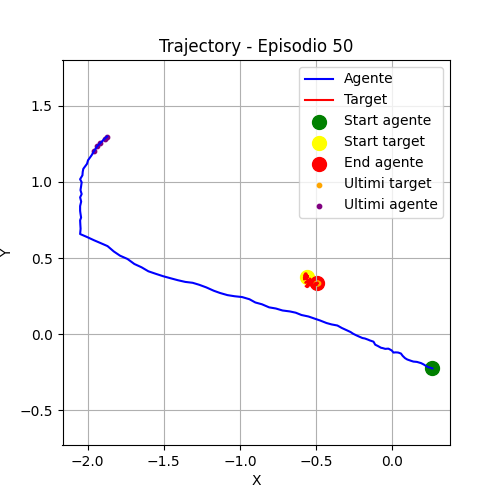 Trajectory - Episodio 50
Agente
Target
Start agente
Start target
End agente
Ultimi target
Ultimi agente
Y
1.5
1.0
0.5
0.0
−0.5
−2.0 −1.5 −1.0 −0.5 0.0
X